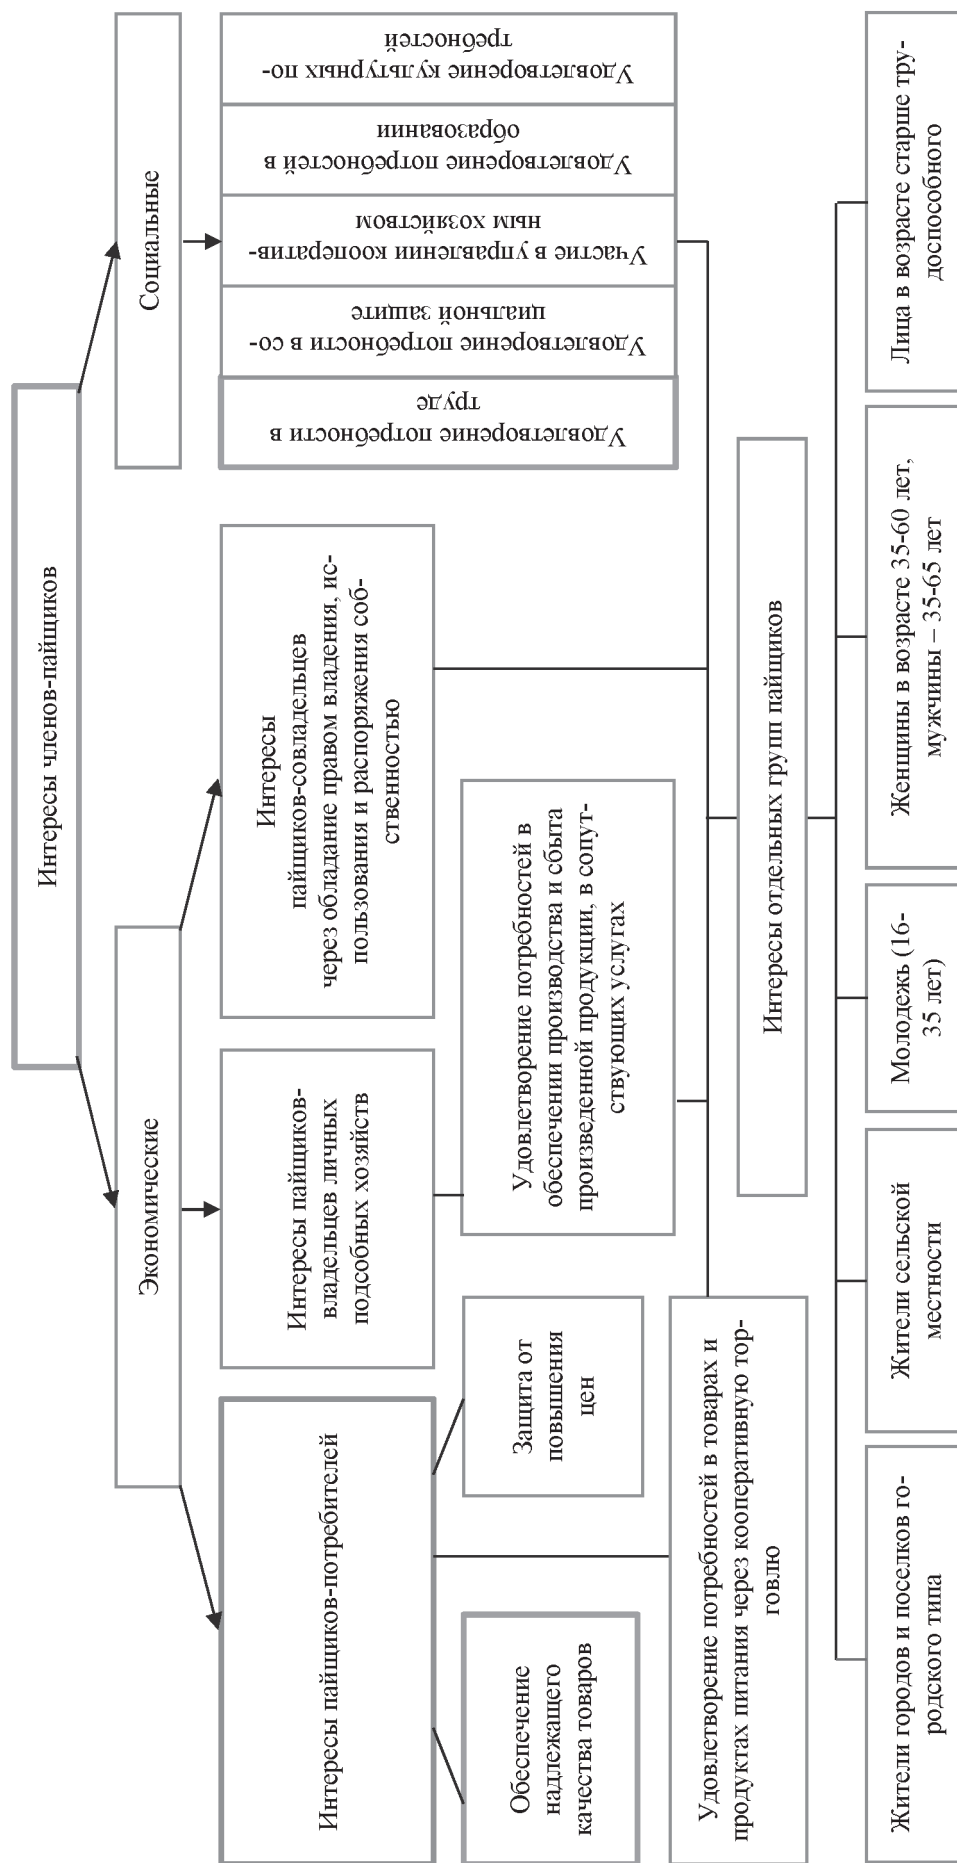 Интересы членов-пайщиков
Экономические
Социальные
Интересы пайщиков-потребителей
Интересы пайщиков-
владельцев личных
подсобных хозяйств
Интересы
пайщиков-совладельцев
через обладание правом владения, ис-
пользования и распоряжения соб-
ственностью
Удовлетворение потребности в
труде
Удовлетворение потребности в со-
циальной защите
Участие в управлении кооператив-
ным хозяйством
Удовлетворение потребностей в
образовании
Удовлетворение культурных по-
требностей
Обеспечение
надлежащего
качества товаров
Защита от
повышения
цен
Удовлетворение потребностей в
обеспечении производства и сбыта
произведенной продукции, в сопут-
ствующих услугах
Удовлетворение потребностей в товарах и
продуктах питания через кооперативную тор-
говлю
Интересы отдельных групп пайщиков
Жители городов и поселков го-
родского типа
Жители сельской
местности
Молодежь (16-
35 лет)
Женщины в возрасте 35-60 лет,
мужчины – 35-65 лет
Лица в возрасте старше тру-
доспособного